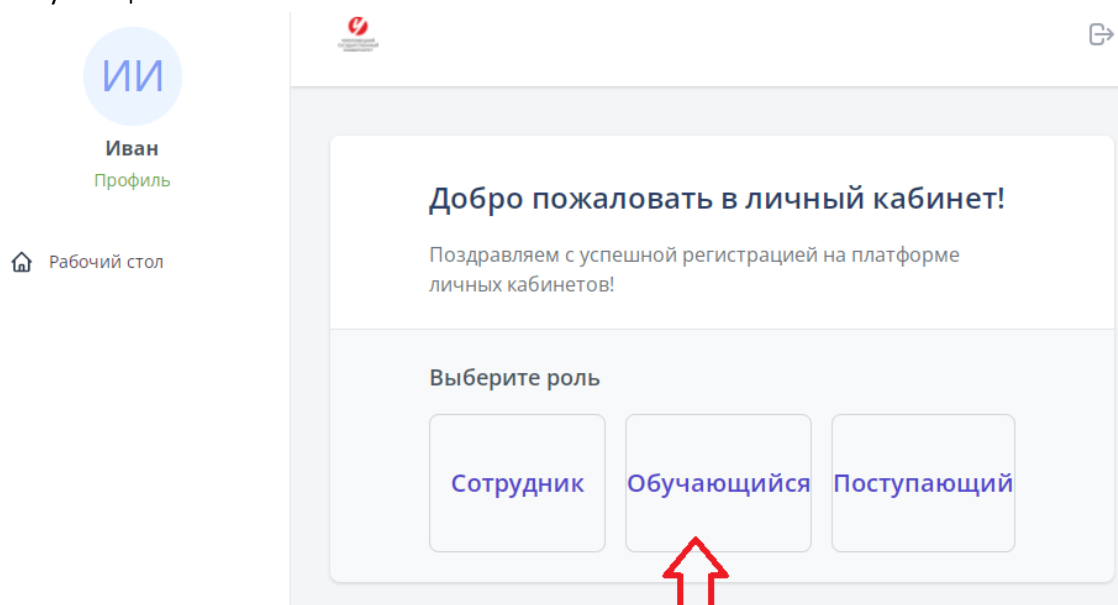 ИИ
Иван
Профиль
Рабочий стол
Добро пожаловать в личный кабинет!
Поздравляем с успешной регистрацией на платформе
личных кабинетов!
Выберите роль
Сотрудник
Обучающийся
Поступающий